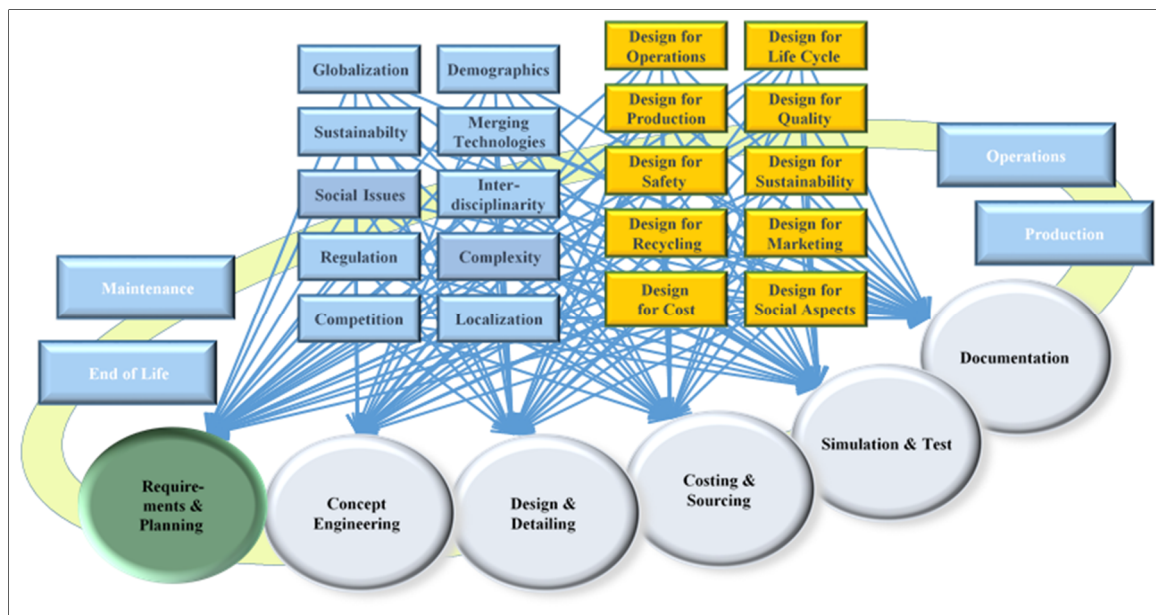 Globalization
Demographics
Design for
Operations
Design for
Life Cycle
Sustainabilty
Merging
Technologies
Design for
Production
Design for
Quality
Operations
Social Issues
Inter-
disciplinarity
Design for
Safety
Design for
Sustainability
Production
Regulation
Complexity
Design for
Recycling
Design for
Marketing
Maintenance
Competition
Localization
Design
for Cost
Design for
Social Aspects
End of Life
Documentation
Simulation & Test
Costing &
Sourcing
Require-
ments &
Planning
Concept
Engineering
Design &
Detailing